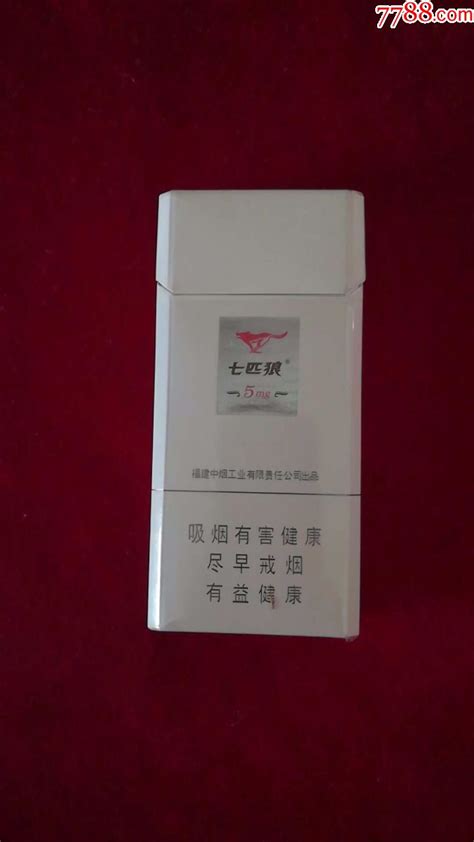 7788.com
七匹狼®
5mg
福建中烟工业有限责任公司出品
吸烟有害健康
尽早戒烟
有益健康